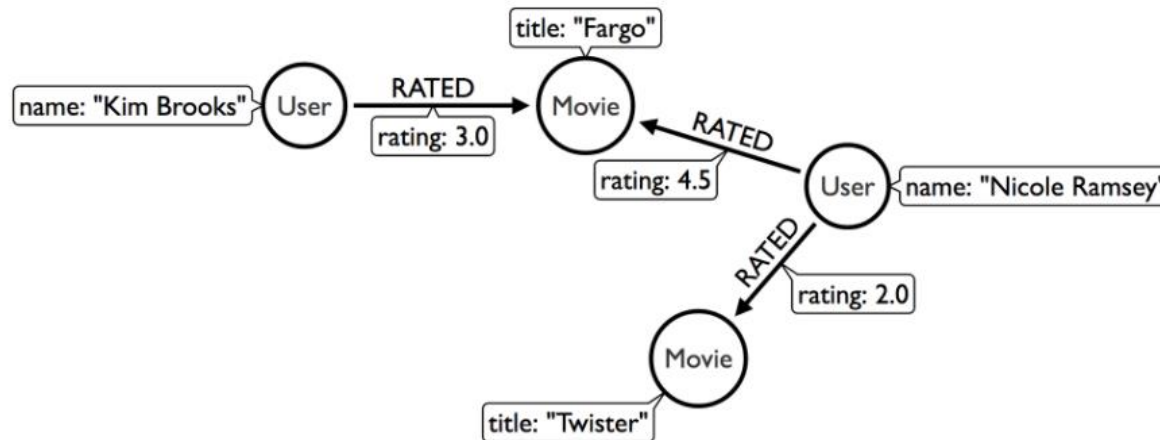 title: "Fargo"
name: "Kim Brooks"
User
RATED
rating: 3.0
Movie
RATED
rating: 4.5
User
name: "Nicole Ramsey"
RATED
rating: 2.0
Movie
title: "Twister"